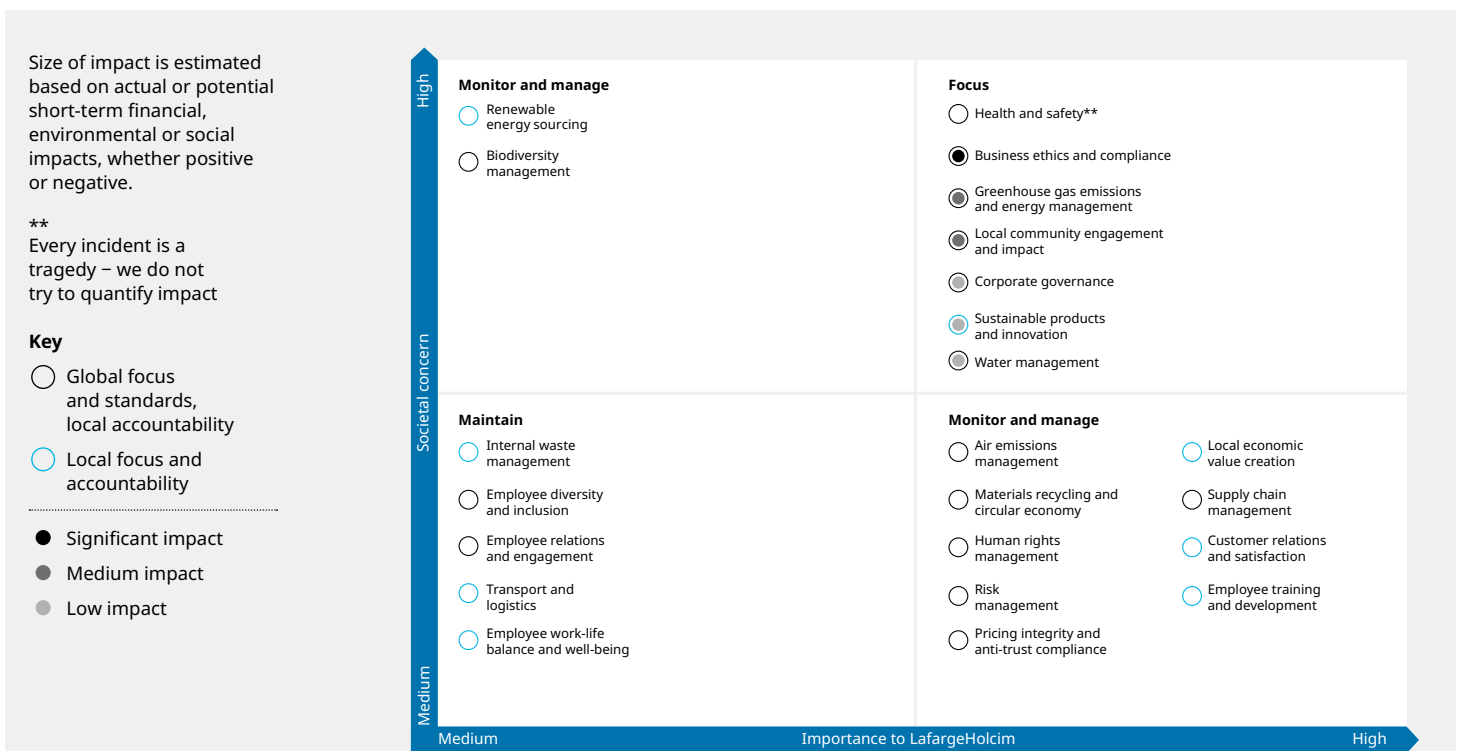 Size of impact is estimated
based on actual or potential
short-term financial,
environmental or social
impacts, whether positive
or negative.
**
Every incident is a
tragedy – we do not
try to quantify impact
Key
Global focus
and standards,
local accountability
Local focus and
accountability
Significant impact
Medium impact
Low impact
High
Societal concern
Medium
Monitor and manage
Renewable
energy sourcing
Biodiversity
management
Focus
Health and safety**
Business ethics and compliance
Greenhouse gas emissions
and energy management
Local community engagement
and impact
Corporate governance
Sustainable products
and innovation
Water management
Maintain
Internal waste
management
Employee diversity
and inclusion
Employee relations
and engagement
Transport and
logistics
Employee work-life
balance and well-being
Monitor and manage
Air emissions
management
Materials recycling and
circular economy
Human rights
management
Risk
management
Pricing integrity and
anti-trust compliance
Local economic
value creation
Supply chain
management
Customer relations
and satisfaction
Employee training
and development
Medium
Importance to LafargeHolcim
High